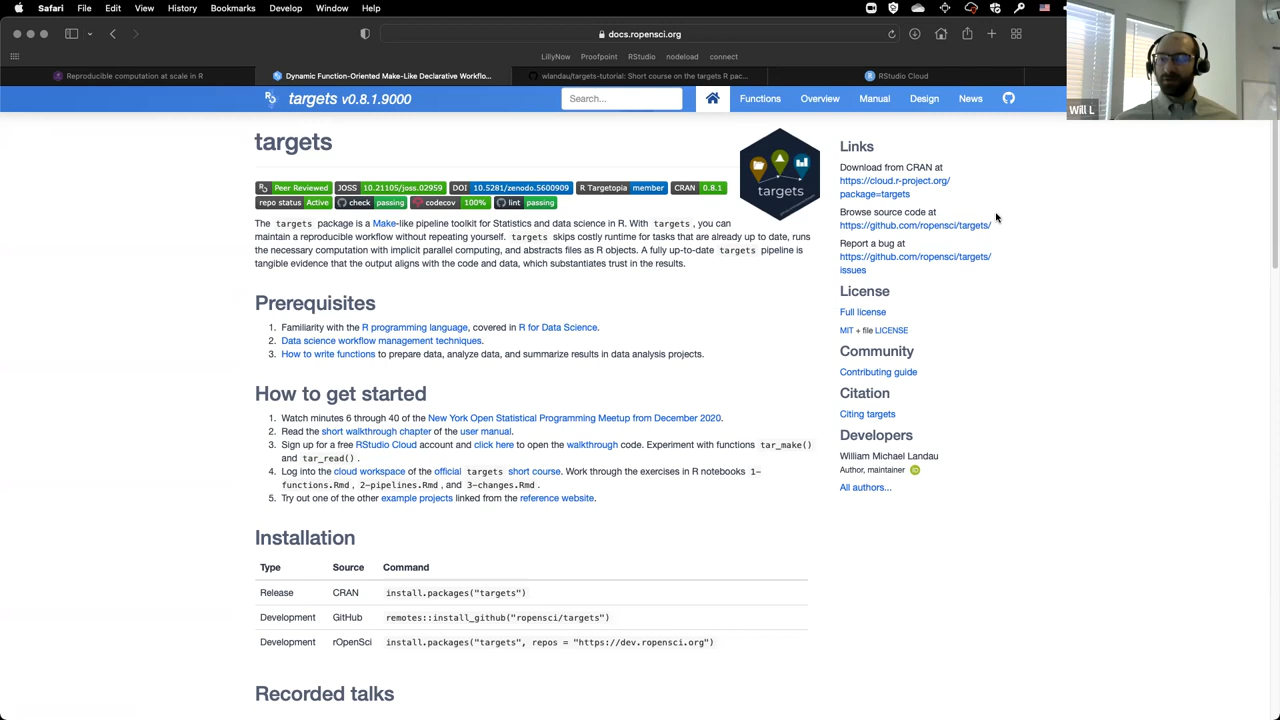 Safari File Edit View History Bookmarks Window Help
docs.ropensci.org
LillyNow Proofpoint RStudio nodeload connect
Reproducible computation at scale in R
Dynamic Function-Oriented Make-Like Declarative Workflo...
wlandau/targets-tutorial: Short course on the targets R pac...
RStudio Cloud
targets v0.8.1.9000
Search...
Functions Overview Manual Design News
Will L
targets
Peer Reviewed JOSS 10.21105/joss.02959 DOI 10.5281/zenodo.5600909 R Targetopia member CRAN 0.8.1
repo status Active check passing codecov 100% lint passing
targets
The targets package is a Make-like pipeline toolkit for Statistics and data science in R. With targets, you can
maintain a reproducible workflow without repeating yourself. targets skips costly runtime for tasks that are already up to date, runs
the necessary computation with implicit parallel computing, and abstracts files as R objects. A fully up-to-date targets pipeline is
tangible evidence that the output aligns with the code and data, which substantiates trust in the results.
Prerequisites
1. Familiarity with the R programming language, covered in R for Data Science.
2. Data science workflow management techniques.
3. How to write functions to prepare data, analyze data, and summarize results in data analysis projects.
How to get started
1. Watch minutes 6 through 40 of the New York Open Statistical Programming Meetup from December 2020.
2. Read the short walkthrough chapter of the user manual.
3. Sign up for a free RStudio Cloud account and click here to open the walkthrough code. Experiment with functions tar_make()
and tar_read().
4. Log into the cloud workspace of the official targets short course. Work through the exercises in R notebooks 1-
functions.Rmd, 2-pipelines.Rmd, and 3-changes.Rmd.
5. Try out one of the other example projects linked from the reference website.
Installation
Type Source Command
Release CRAN install.packages("targets")
Development GitHub remotes::install_github("ropensci/targets")
Development rOpenSci install.packages("targets", repos = "https://dev.ropensci.org")
Recorded talks
Links
Download from CRAN at
https://cloud.r-project.org/
package=targets
Browse source code at
https://github.com/ropensci/targets/
Report a bug at
https://github.com/ropensci/targets/
issues
License
Full license
MIT + file LICENSE
Community
Contributing guide
Citation
Citing targets
Developers
William Michael Landau
Author, maintainer
All authors...